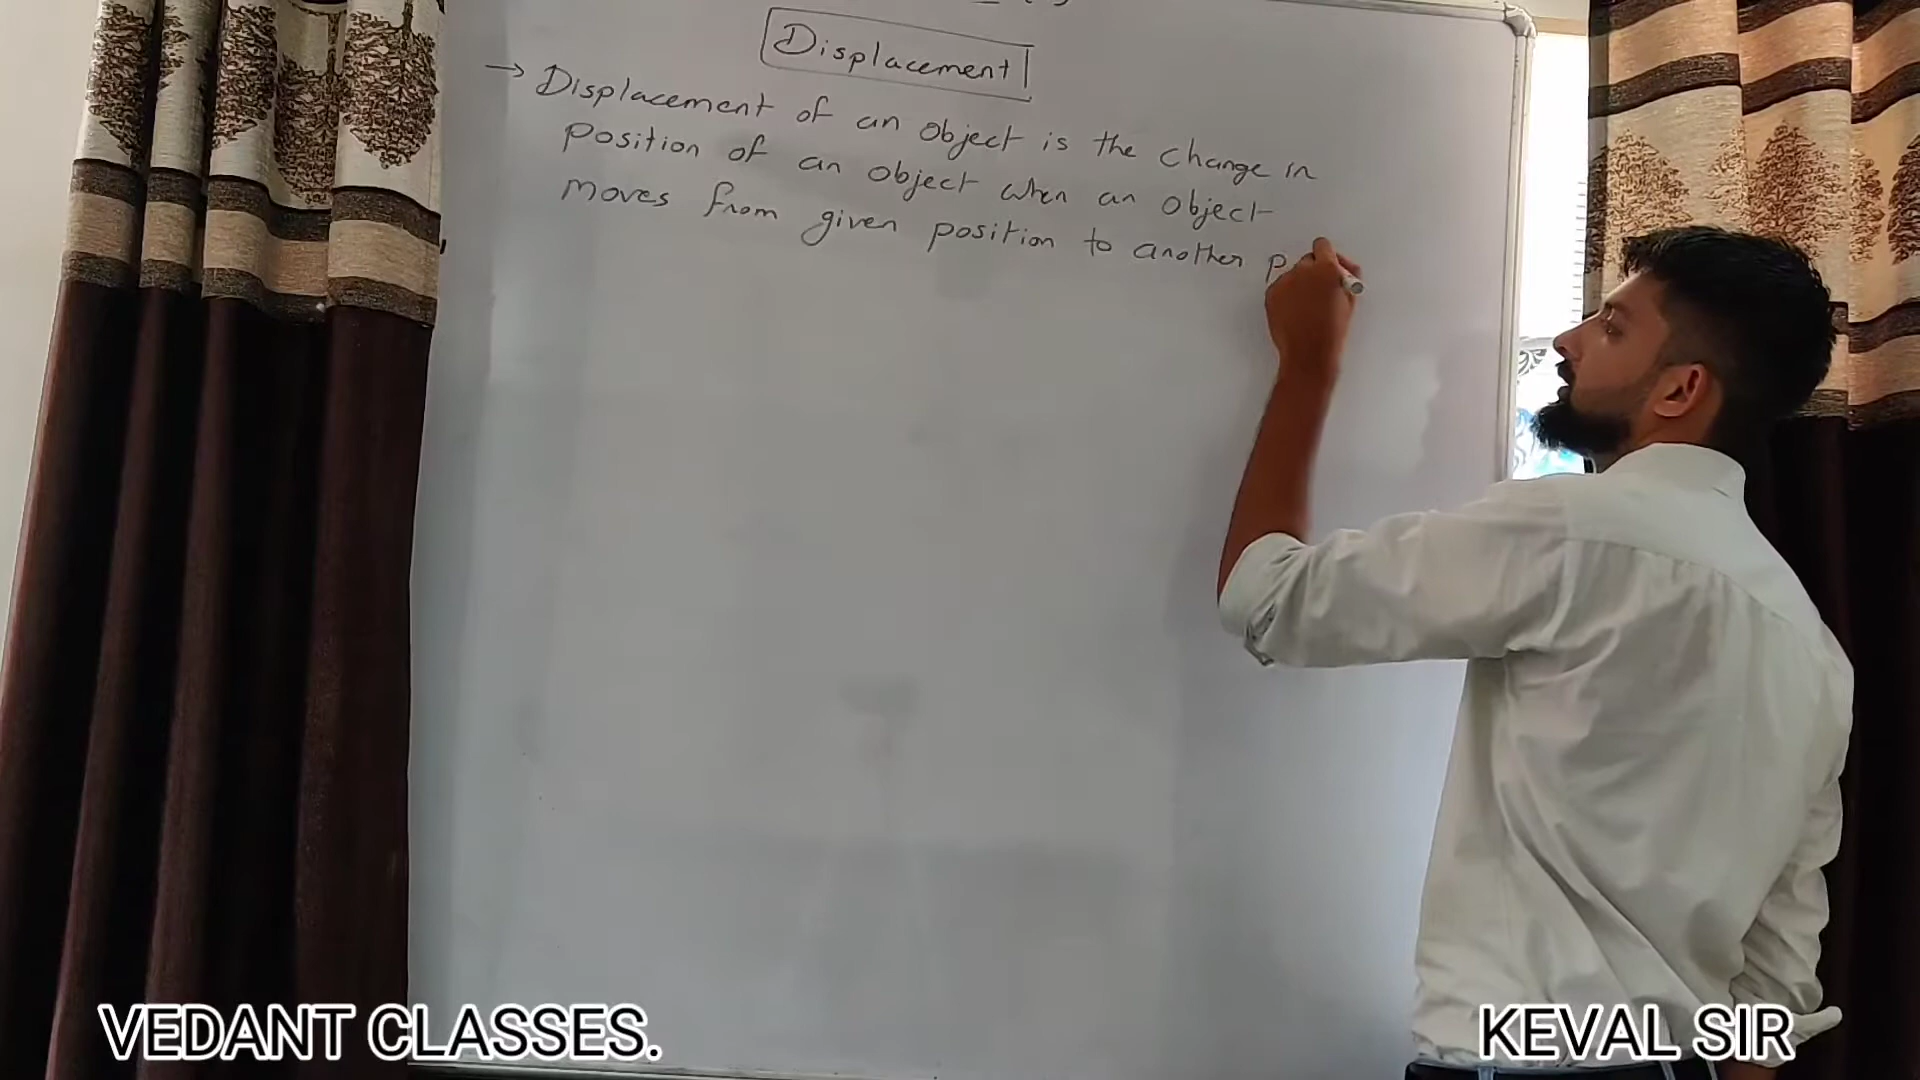 Displacement
→ Displacement of an object is the change in
position of an object when an object
moves from given position to another
VEDANT CLASSES.
KEVAL SIR